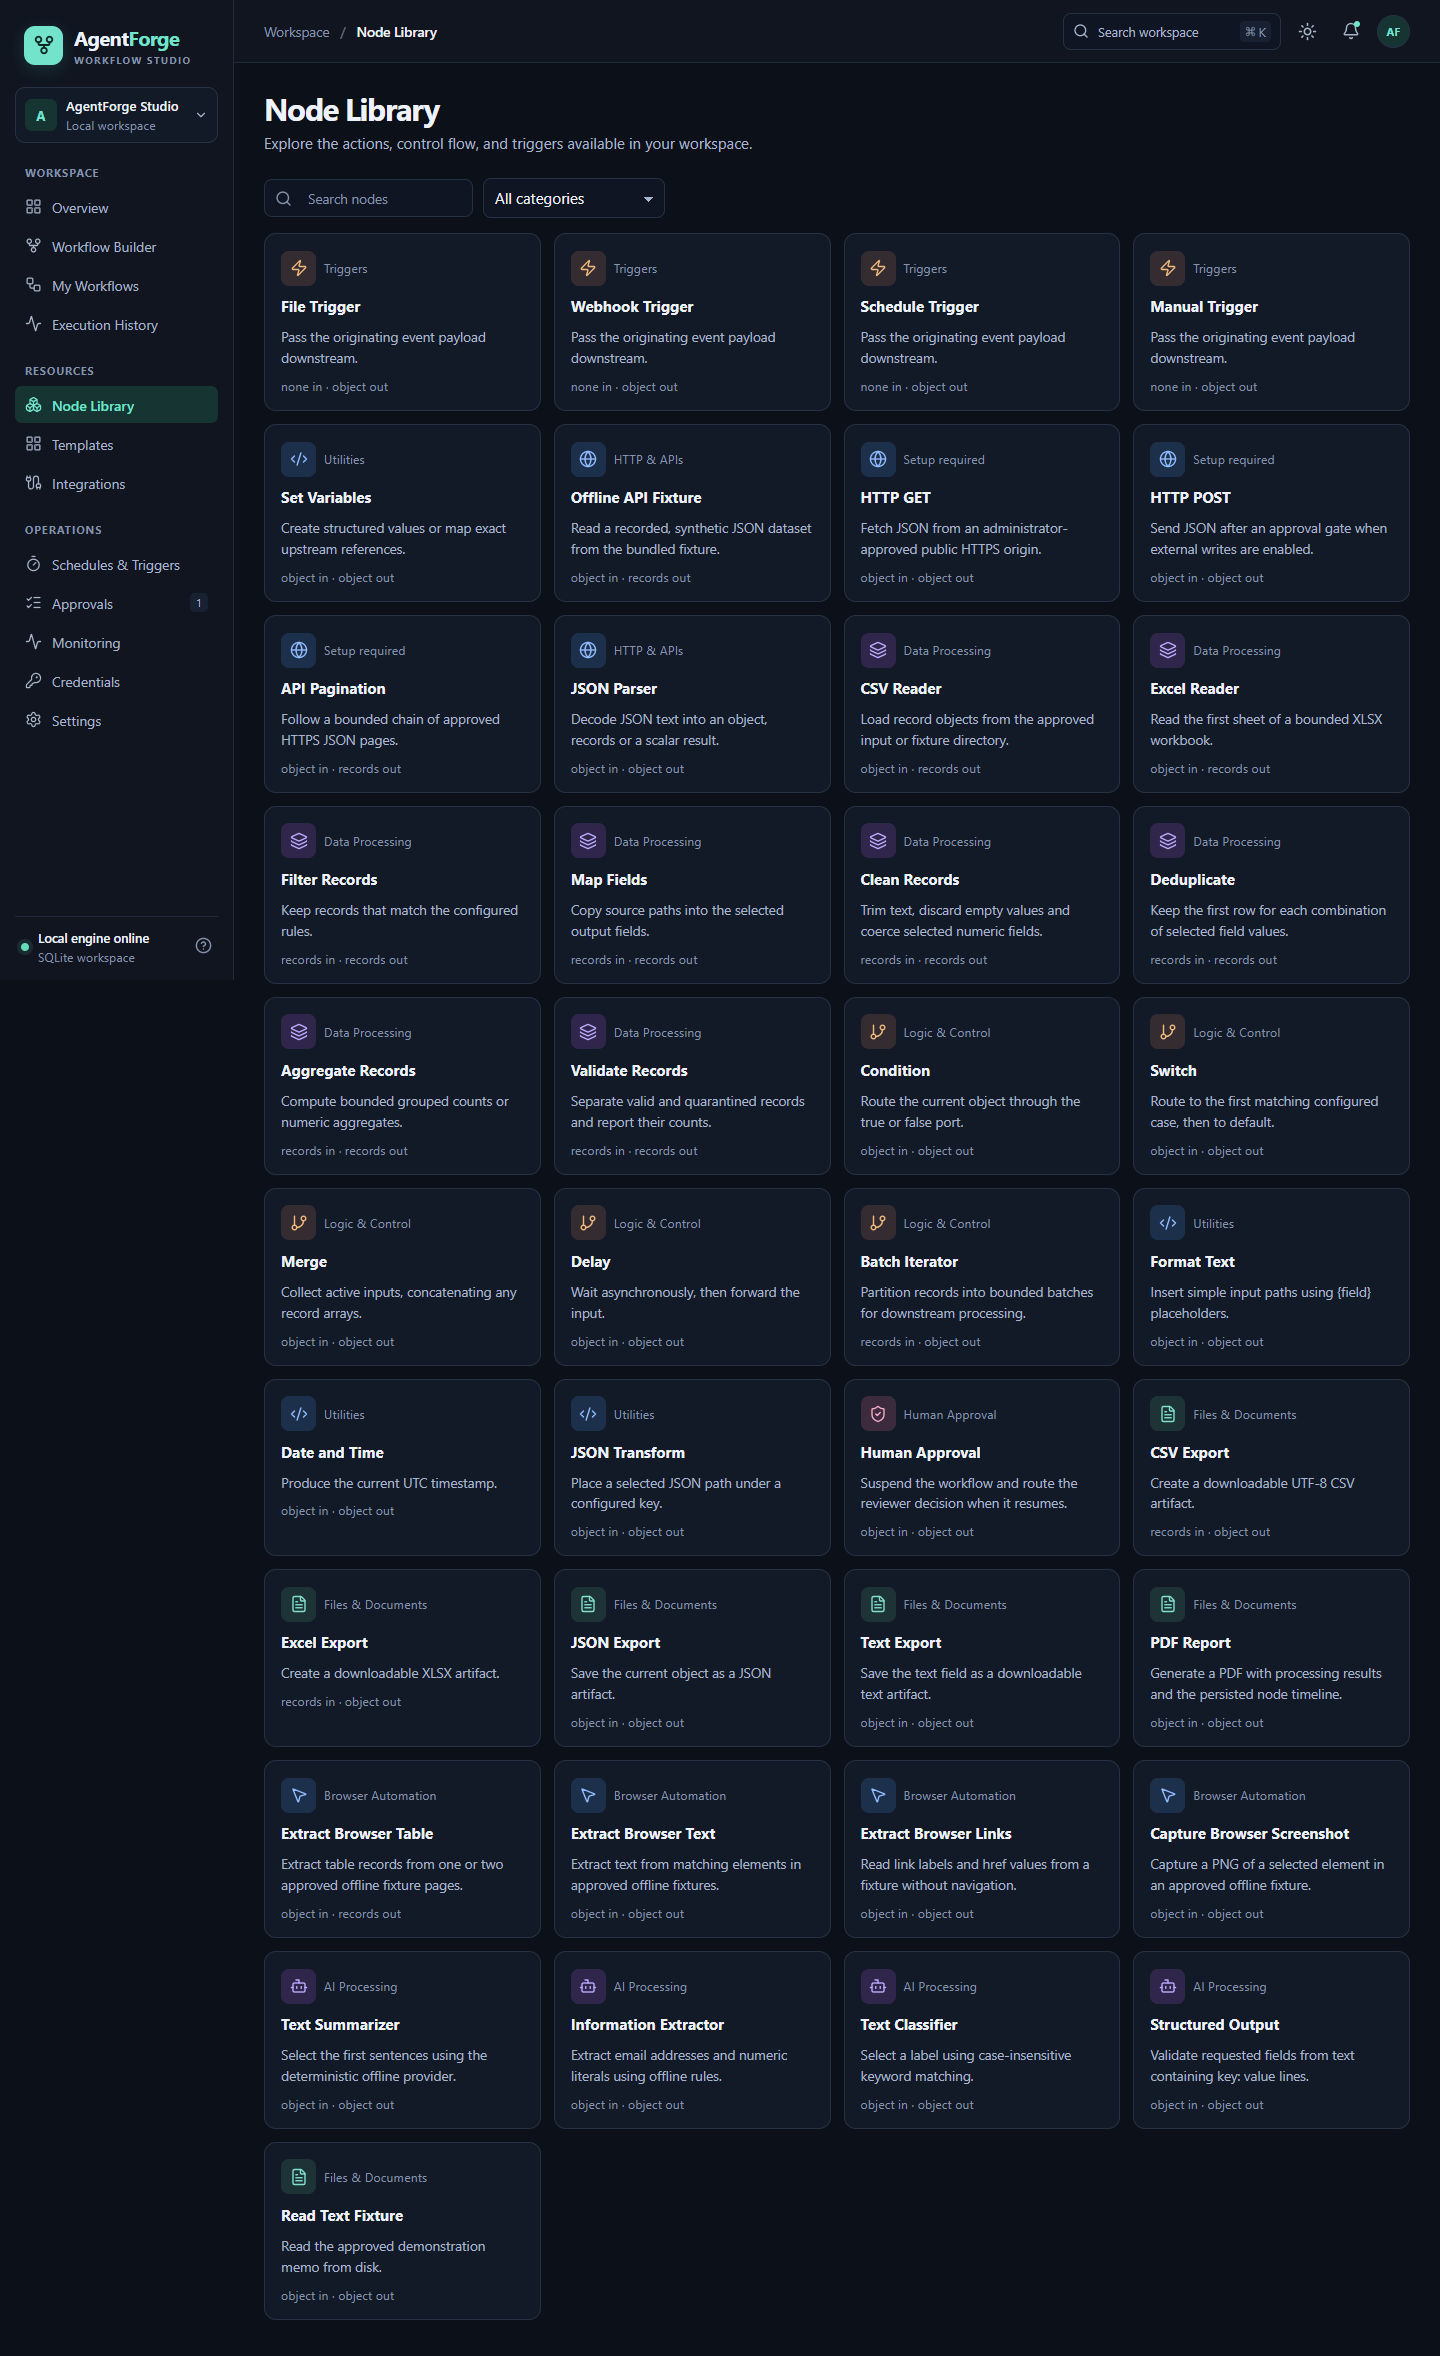 AgentForge
WORKFLOW STUDIO
A
AgentForge Studio
Local workspace
WORKSPACE
Overview
Workflow Builder
My Workflows
Execution History
RESOURCES
Node Library
Templates
Integrations
OPERATIONS
Schedules & Triggers
Approvals 1
Monitoring
Credentials
Settings
Local engine online
SQLite workspace
Workspace / Node Library
Search workspace ⌘ K
AF
Node Library
Explore the actions, control flow, and triggers available in your workspace.
Search nodes
All categories
Triggers
File Trigger
Pass the originating event payload
downstream.
none in · object out
Triggers
Webhook Trigger
Pass the originating event payload
downstream.
none in · object out
Triggers
Schedule Trigger
Pass the originating event payload
downstream.
none in · object out
Triggers
Manual Trigger
Pass the originating event payload
downstream.
none in · object out
Utilities
Set Variables
Create structured values or map exact
upstream references.
object in · object out
HTTP & APIs
Offline API Fixture
Read a recorded, synthetic JSON dataset
from the bundled fixture.
object in · records out
Setup required
HTTP GET
Fetch JSON from an administrator-
approved public HTTPS origin.
object in · object out
Setup required
HTTP POST
Send JSON after an approval gate when
external writes are enabled.
object in · object out
Setup required
API Pagination
Follow a bounded chain of approved
HTTPS JSON pages.
object in · records out
HTTP & APIs
JSON Parser
Decode JSON text into an object,
records or a scalar result.
object in · object out
Data Processing
CSV Reader
Load record objects from the approved
input or fixture directory.
object in · records out
Data Processing
Excel Reader
Read the first sheet of a bounded XLSX
workbook.
object in · records out
Data Processing
Filter Records
Keep records that match the configured
rules.
records in · records out
Data Processing
Map Fields
Copy source paths into the selected
output fields.
records in · records out
Data Processing
Clean Records
Trim text, discard empty values and
coerce selected numeric fields.
records in · records out
Data Processing
Deduplicate
Keep the first row for each combination
of selected field values.
records in · records out
Data Processing
Aggregate Records
Compute bounded grouped counts or
numeric aggregates.
records in · records out
Data Processing
Validate Records
Separate valid and quarantined records
and report their counts.
records in · records out
Logic & Control
Condition
Route the current object through the
true or false port.
object in · object out
Logic & Control
Switch
Route to the first matching configured
case, then to default.
object in · object out
Logic & Control
Merge
Collect active inputs, concatenating any
record arrays.
object in · object out
Logic & Control
Delay
Wait asynchronously, then forward the
input.
object in · object out
Logic & Control
Batch Iterator
Partition records into bounded batches
for downstream processing.
records in · object out
Utilities
Format Text
Insert simple input paths using {field}
placeholders.
object in · object out
Utilities
Date and Time
Produce the current UTC timestamp.
object in · object out
Utilities
JSON Transform
Place a selected JSON path under a
configured key.
object in · object out
Human Approval
Human Approval
Suspend the workflow and route the
reviewer decision when it resumes.
object in · object out
Files & Documents
CSV Export
Create a downloadable UTF-8 CSV
artifact.
records in · object out
Files & Documents
Excel Export
Create a downloadable XLSX artifact.
records in · object out
Files & Documents
JSON Export
Save the current object as a JSON
artifact.
object in · object out
Files & Documents
Text Export
Save the text field as a downloadable
text artifact.
object in · object out
Files & Documents
PDF Report
Generate a PDF with processing results
and the persisted node timeline.
object in · object out
Browser Automation
Extract Browser Table
Extract table records from one or two
approved offline fixture pages.
object in · records out
Browser Automation
Extract Browser Text
Extract text from matching elements in
approved offline fixtures.
object in · object out
Browser Automation
Extract Browser Links
Read link labels and href values from a
fixture without navigation.
object in · object out
Browser Automation
Capture Browser Screenshot
Capture a PNG of a selected element in
an approved offline fixture.
object in · object out
AI Processing
Text Summarizer
Select the first sentences using the
deterministic offline provider.
object in · object out
AI Processing
Information Extractor
Extract email addresses and numeric
literals using offline rules.
object in · object out
AI Processing
Text Classifier
Select a label using case-insensitive
keyword matching.
object in · object out
AI Processing
Structured Output
Validate requested fields from text
containing key: value lines.
object in · object out
Files & Documents
Read Text Fixture
Read the approved demonstration
memo from disk.
object in · object out